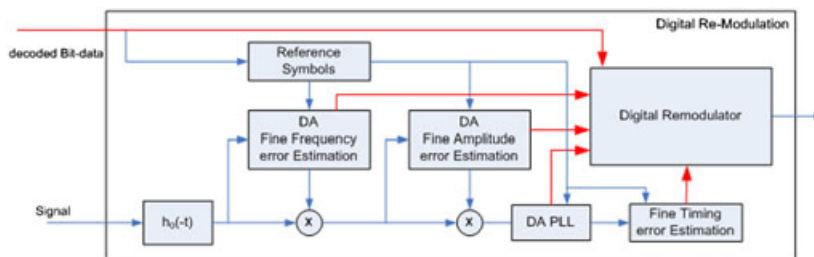 Digital Re-Modulation
decoded Bit-data
Reference
Symbols
DA
Fine Frequency
error Estimation
DA
Fine Amplitude
error Estimation
Digital Remodulator
Signal
h₀(-t)
X
X
DA PLL
Fine Timing
error Estimation